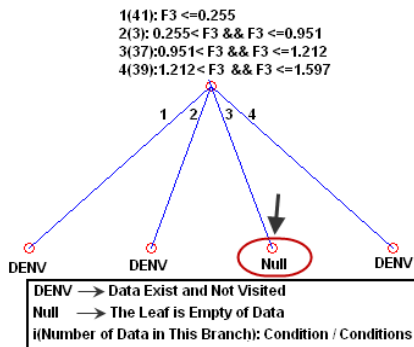 1(41): F3 <=0.255
2(3): 0.255< F3 && F3<=0.951
3(37):0.951< F3 && F3<=1.212
4(39):1.212< F3 && F3<=1.597
1 2 3 4
DENV DENV Null DENV
DENV → Data Exist and Not Visited
Null → The Leaf is Empty of Data
i(Number of Data in This Branch): Condition / Conditions